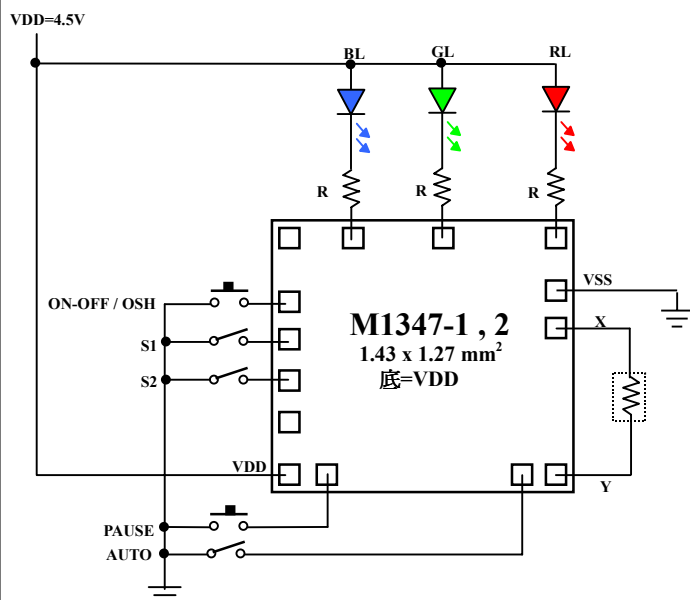 VDD=4.5V
BL
GL
RL
R
R
R
ON-OFF / OSH
S1
S2
VDD
PAUSE
AUTO
M1347-1 , 2
1.43 x 1.27 mm²
底=VDD
VSS
X
Y